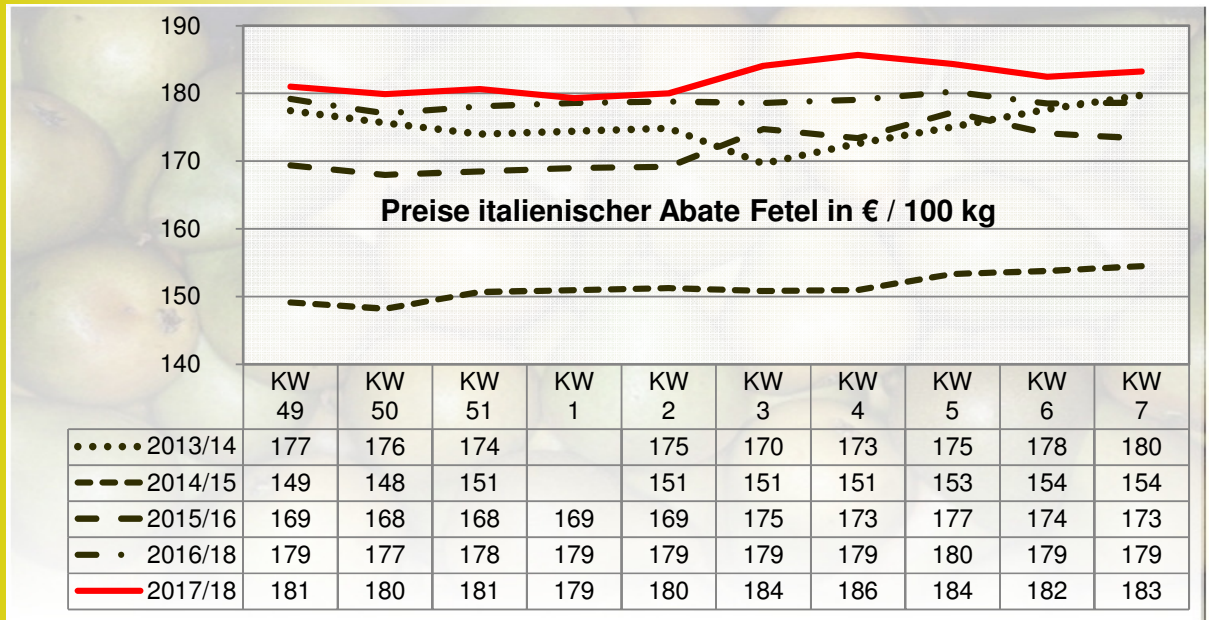 190
180
170
160
150
140
Preise italienischer Abate Fetel in € / 100 kg
KW 49 KW 50 KW 51 KW 1 KW 2 KW 3 KW 4 KW 5 KW 6 KW 7
2013/14 177 176 174 175 170 173 175 178 180
2014/15 149 148 151 151 151 151 153 154 154
2015/16 169 168 168 169 169 175 173 177 174 173
2016/18 179 177 178 179 179 179 179 180 179 179
2017/18 181 180 181 179 180 184 186 184 182 183